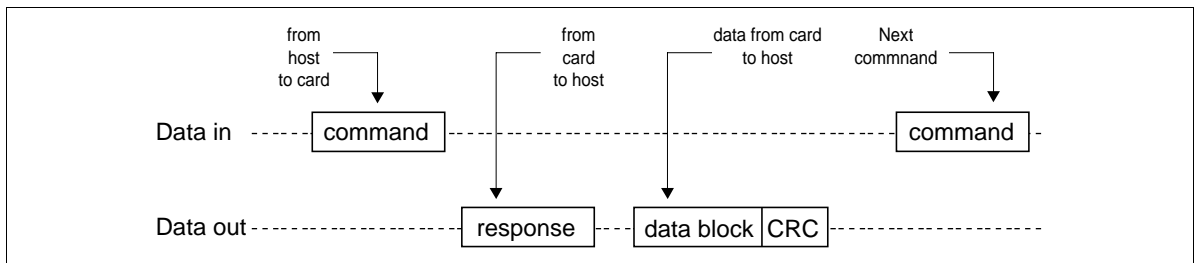 from
host
to card
from
card
to host
data from card
to host
Next
commnand
Data in
command
command
Data out
response
data block
CRC